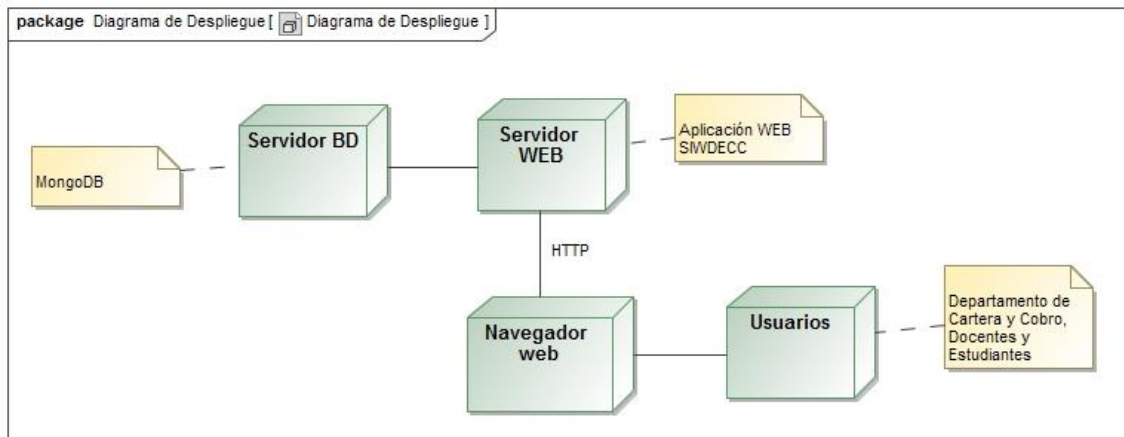 package Diagrama de Despliegue [ Diagrama de Despliegue ]
Servidor BD
Servidor
WEB
Aplicación WEB
SIWDECC
MongoDB
HTTP
Navegador
web
Usuarios
Departamento de
Cartera y Cobro,
Docentes y
Estudiantes